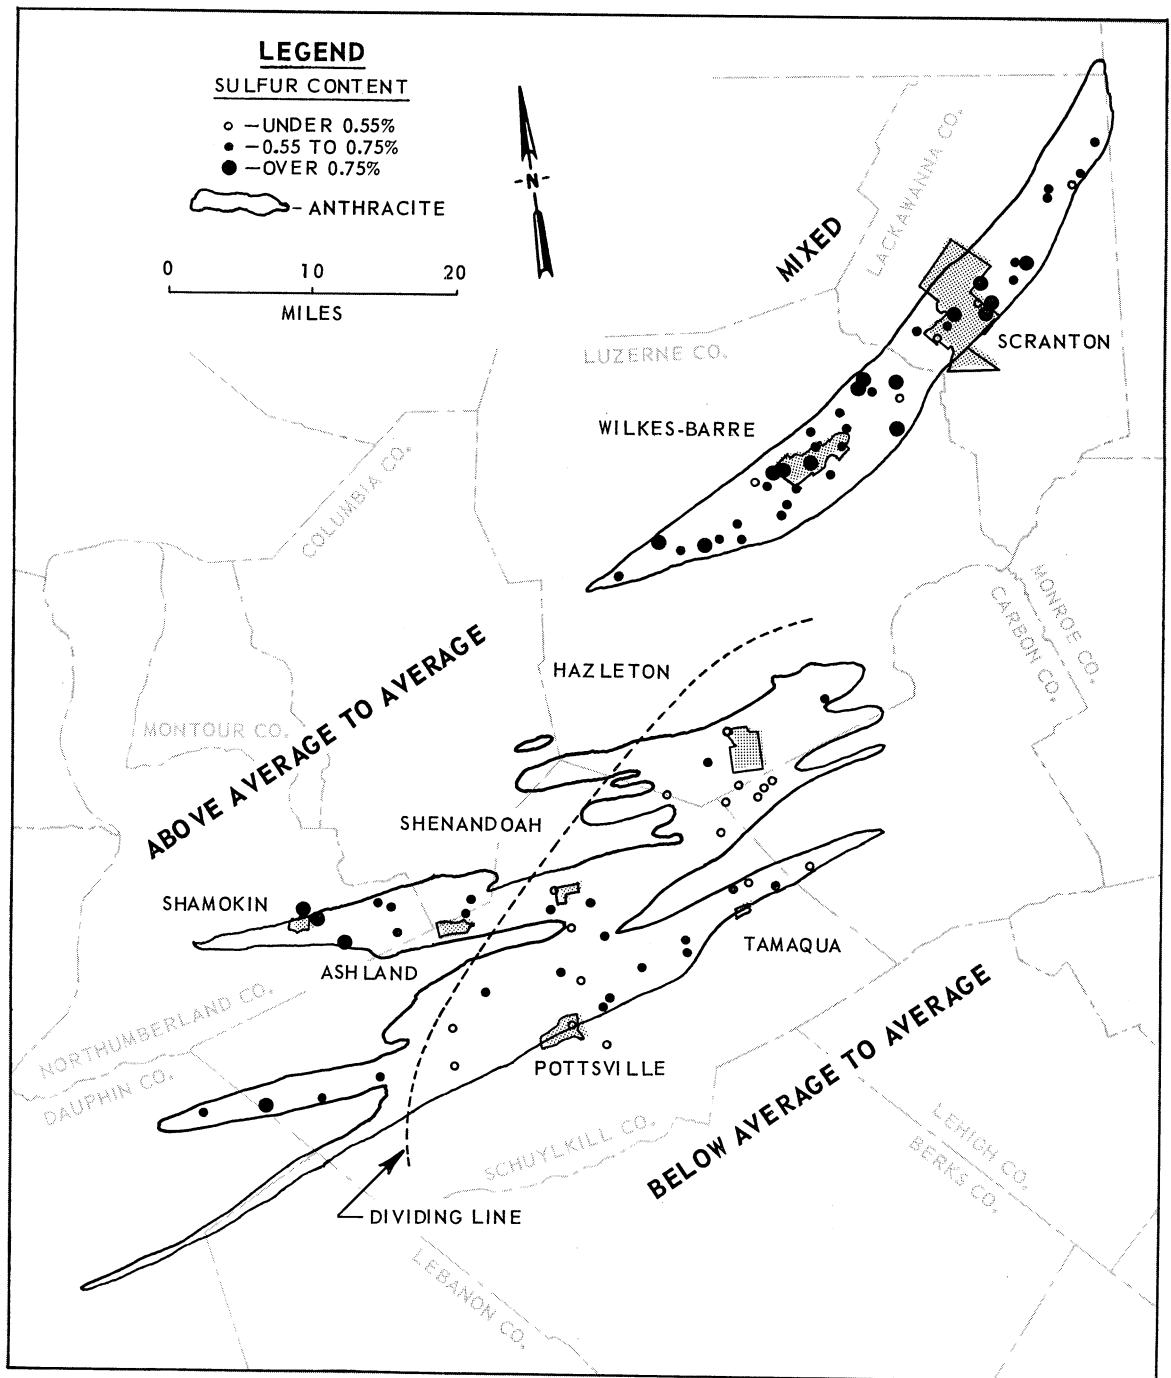 LEGEND
SULFUR CONTENT
-UNDER 0.55%
-0.55 TO 0.75%
-OVER 0.75%
-ANTHRACITE
0 10 20
MILES
-N-
MIXED
LACKAWANNA CO.
SCRANTON
LUZERNE CO.
WILKES-BARRE
COLUMBIA CO.
MONROE CO.
CARBON CO.
HAZLETON
ABOVE AVERAGE TO AVERAGE
MONTOUR CO.
SHENANDOAH
SHAMOKIN
ASHLAND
TAMAQUA
NORTHUMBERLAND CO.
DAUPHIN CO.
POTTSVILLE
BELOW AVERAGE TO AVERAGE
SCHUYLKILL CO.
LEHIGH CO.
BERKS CO.
DIVIDING LINE
LEBANON CO.